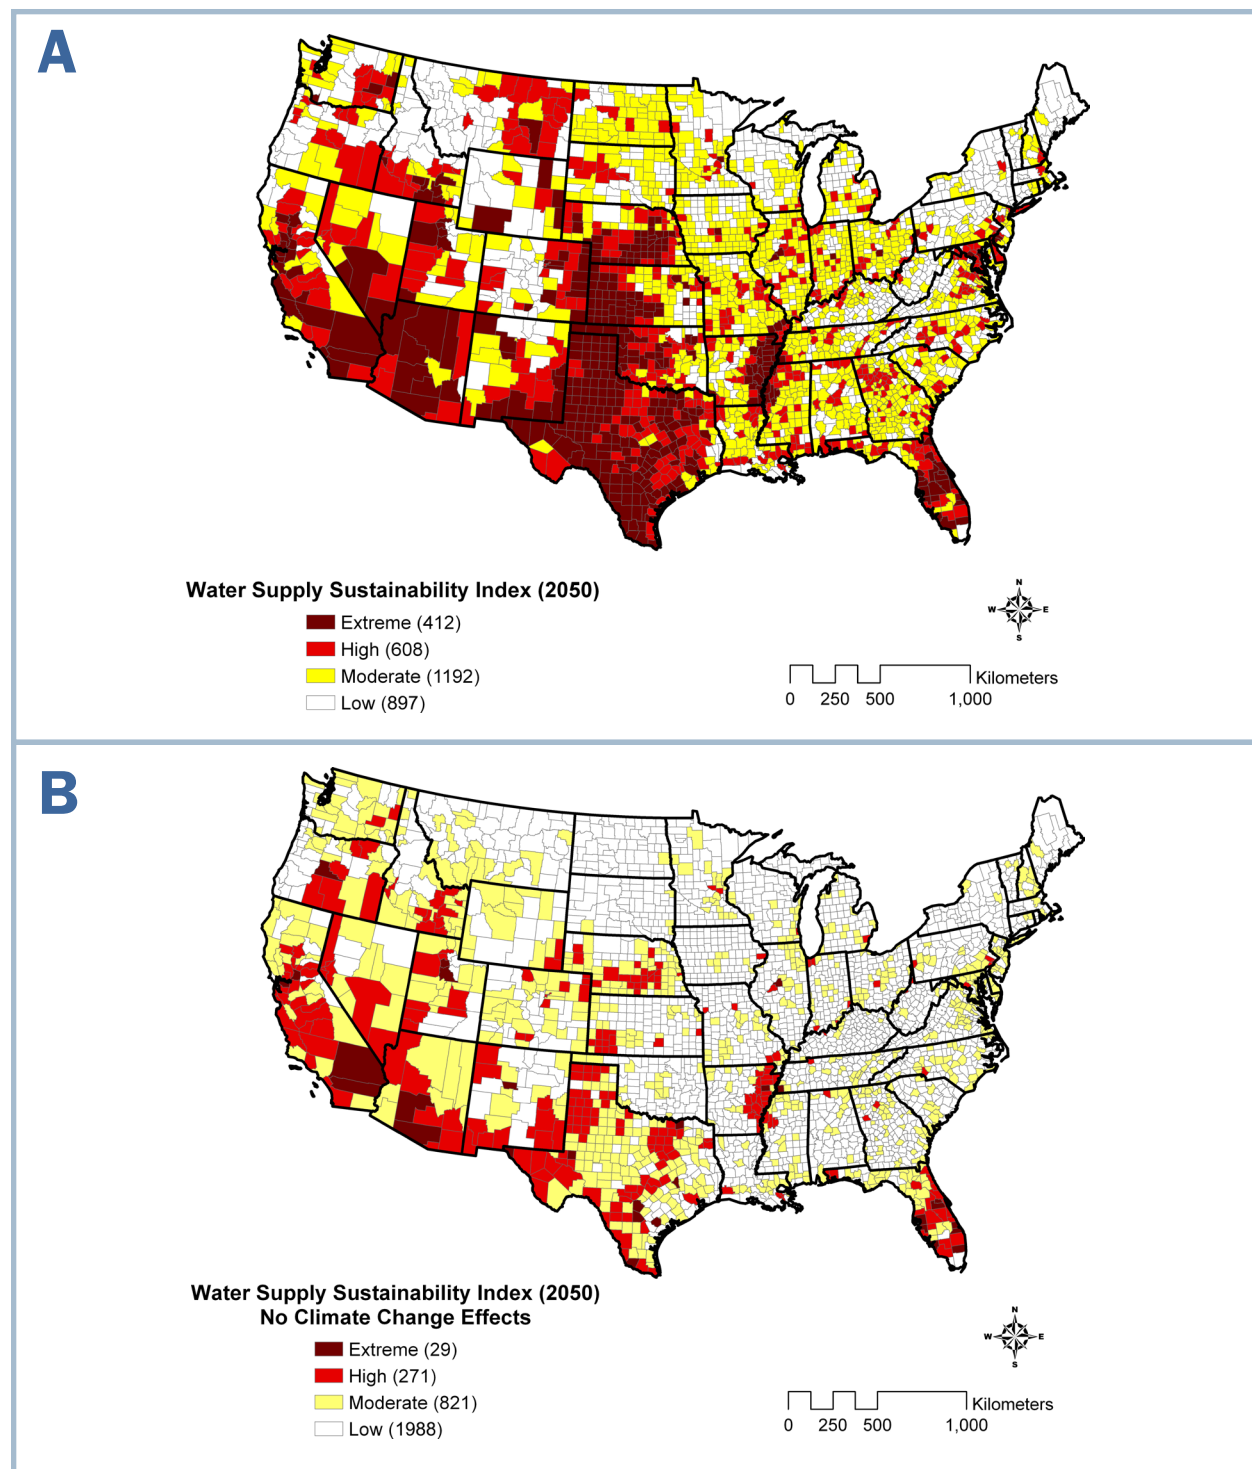 A
N
W E
S
Water Supply Sustainability Index (2050)
Extreme (412)
High (608)
Moderate (1192)
Low (897)
Kilometers
0 250 500 1,000
B
N
W E
S
Water Supply Sustainability Index (2050)
No Climate Change Effects
Extreme (29)
High (271)
Moderate (821)
Low (1988)
Kilometers
0 250 500 1,000